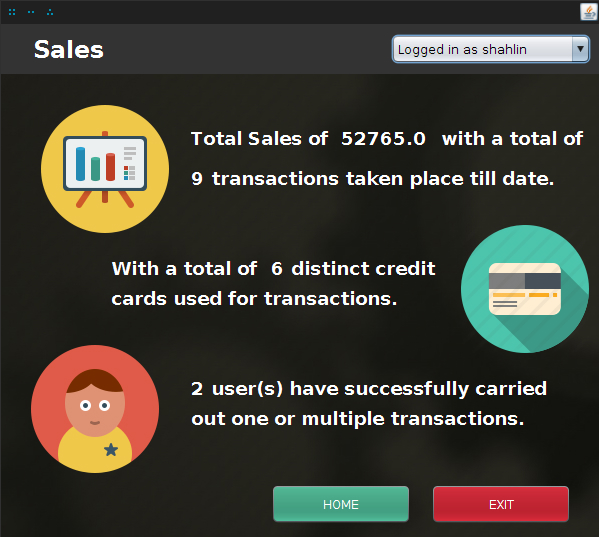 Sales
Logged in as shahlin
Total Sales of 52765.0 with a total of
9 transactions taken place till date.
With a total of 6 distinct credit
cards used for transactions.
2 user(s) have successfully carried
out one or multiple transactions.
HOME
EXIT